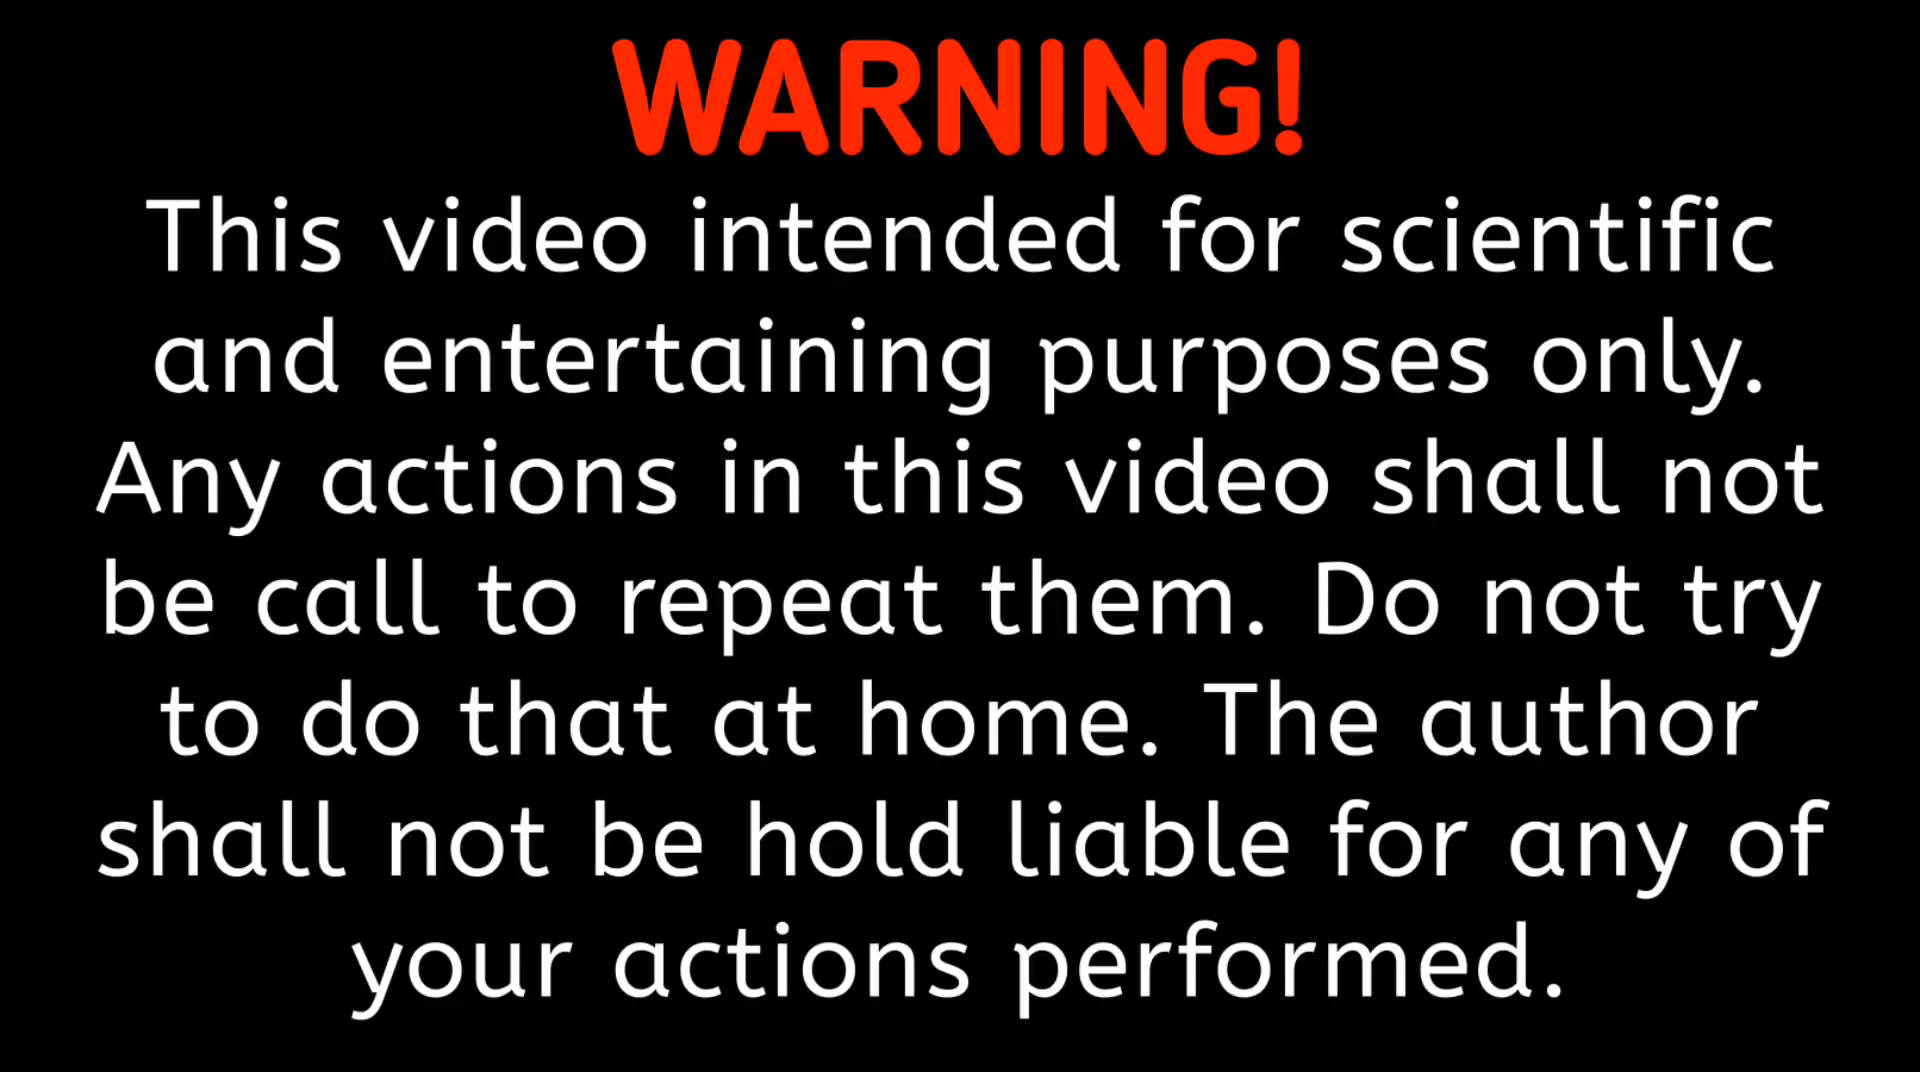 WARNING!
This video intended for scientific
and entertaining purposes only.
Any actions in this video shall not
be call to repeat them. Do not try
to do that at home. The author
shall not be hold liable for any of
your actions performed.